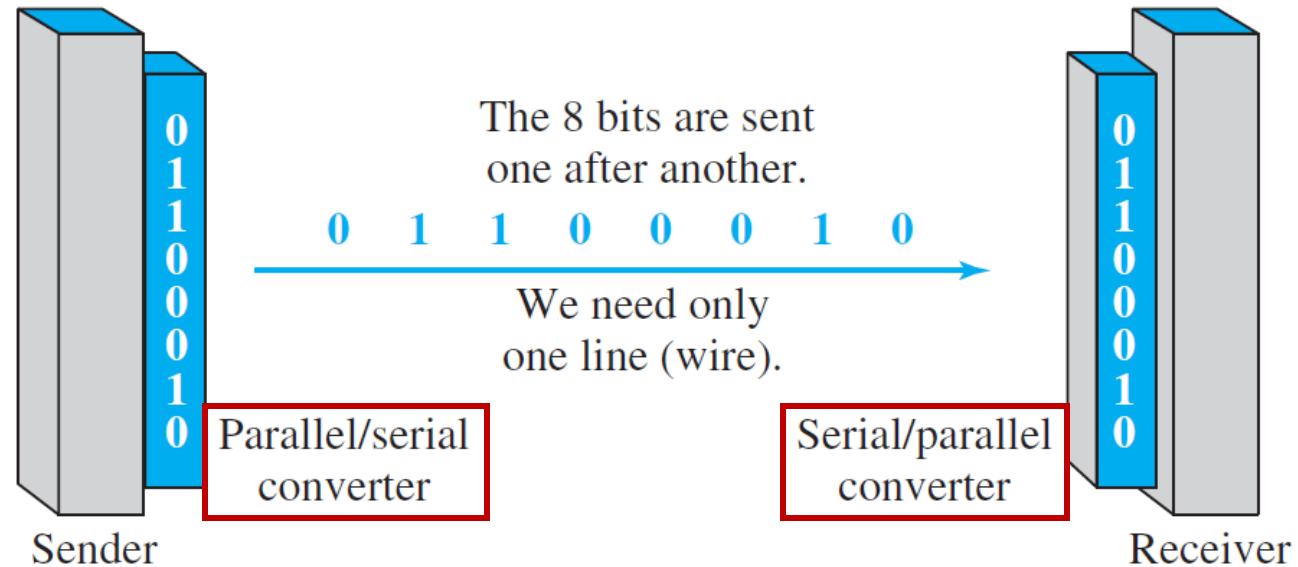 The 8 bits are sent
one after another.
0 1 1 0 0 0 1 0
We need only
one line (wire).
0
1
1
0
0
0
1
0
Parallel/serial
converter
Sender
0
1
1
0
0
0
1
0
Serial/parallel
converter
Receiver